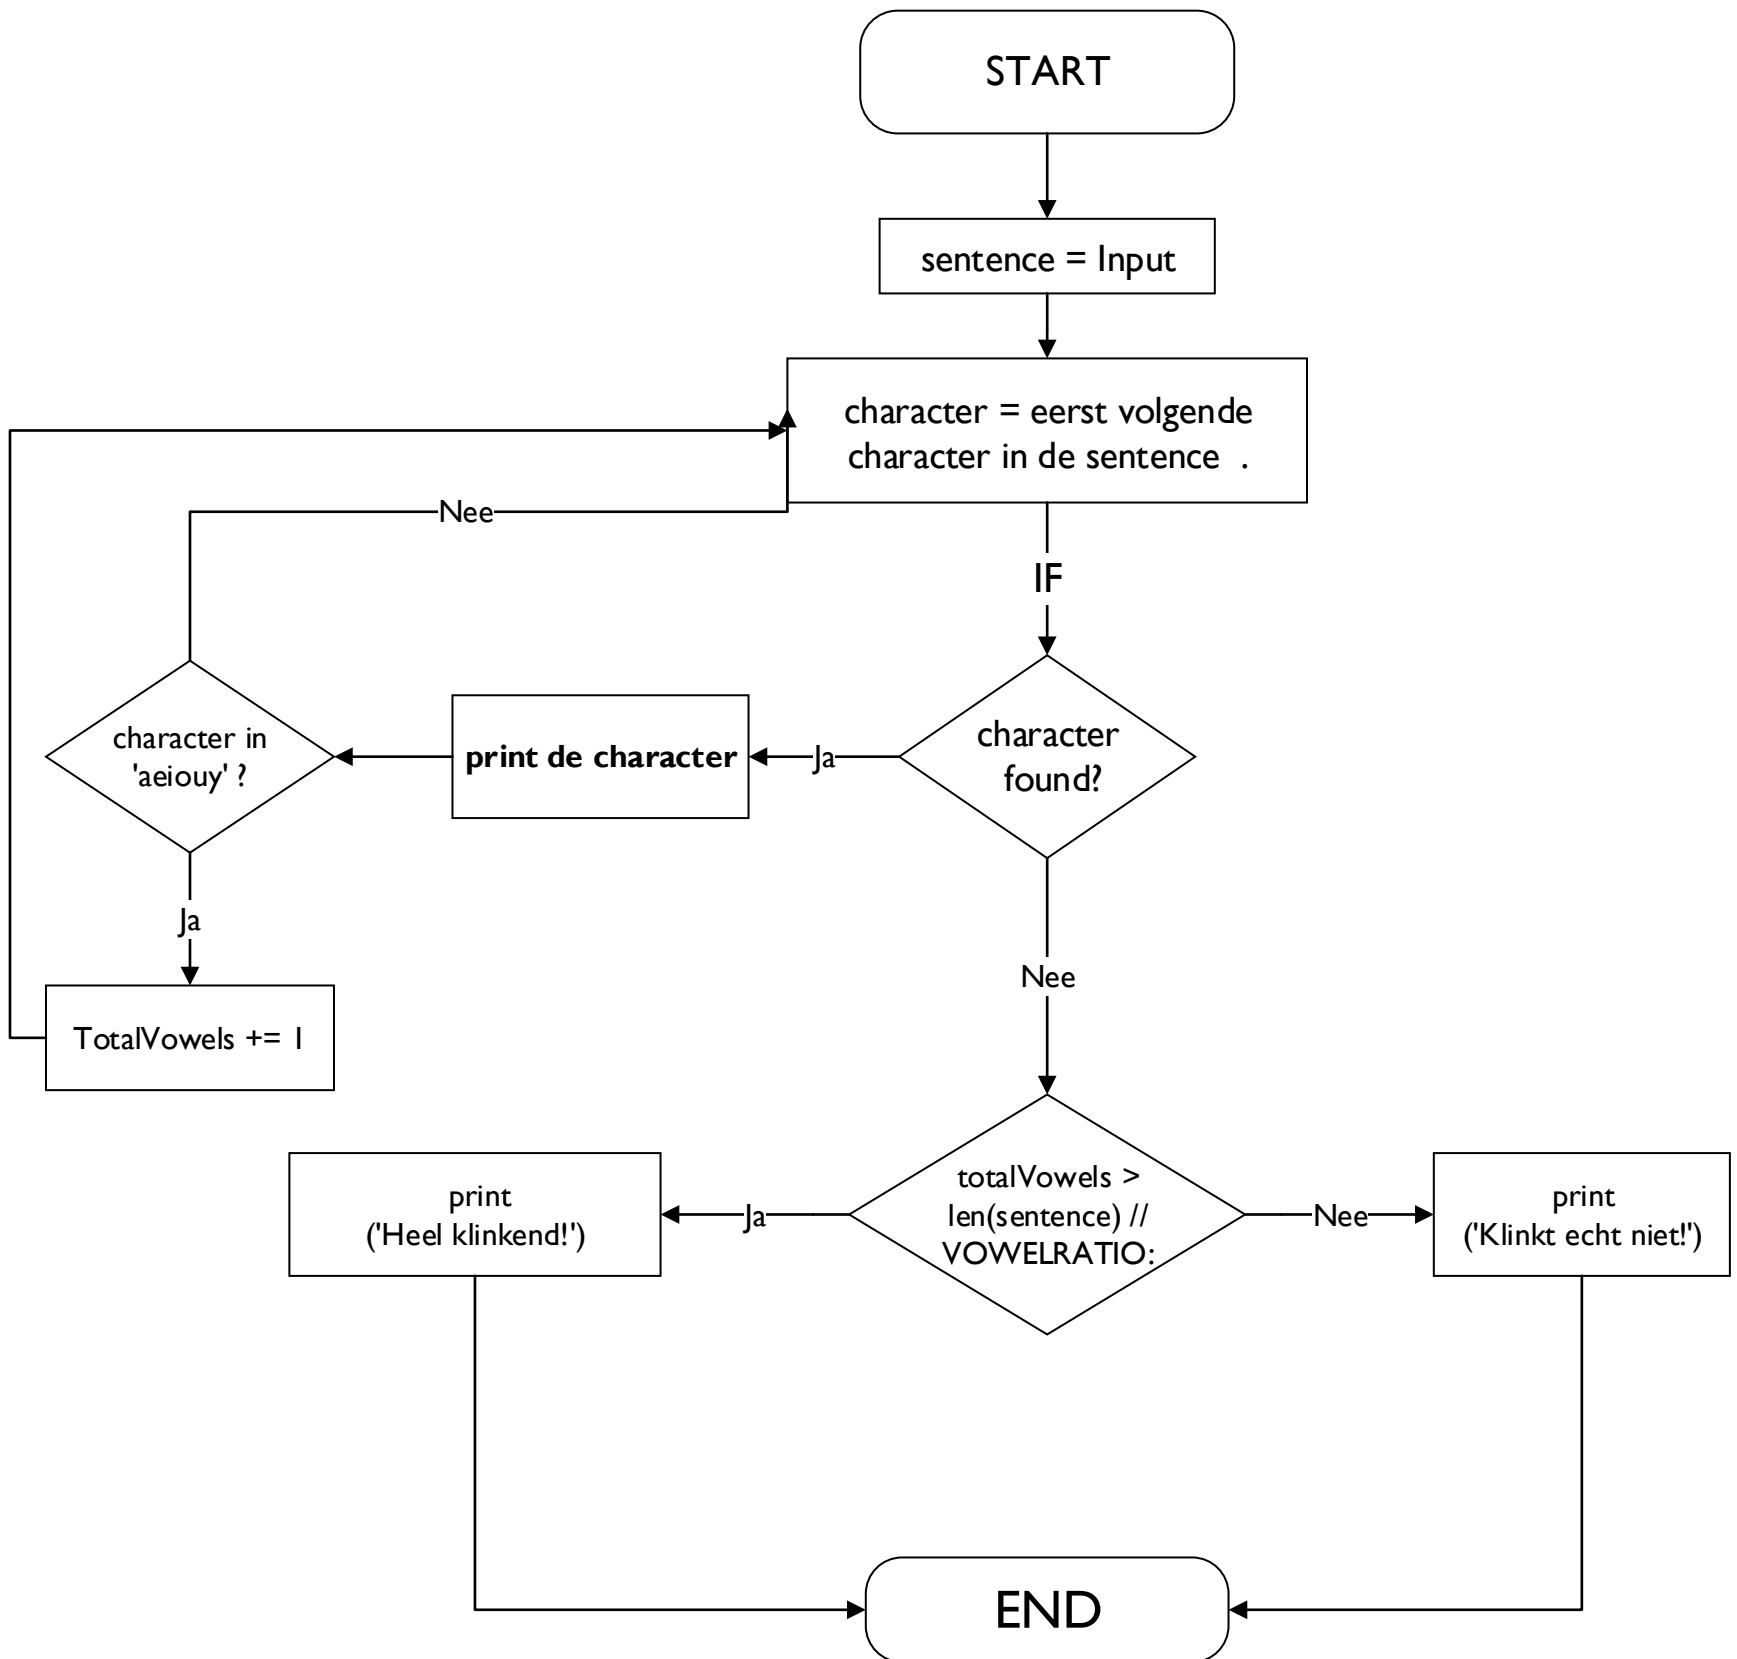 START
sentence = Input
character = eerst volgende
character in de sentence  .
Nee
IF
character in
'aeiouy' ?
print de character
Ja
character
found?
Ja
Nee
TotalVowels += 1
print
('Heel klinkend!')
Ja
totalVowels >
len(sentence) //
VOWELRATIO:
Nee
print
('Klinkt echt niet!')
END